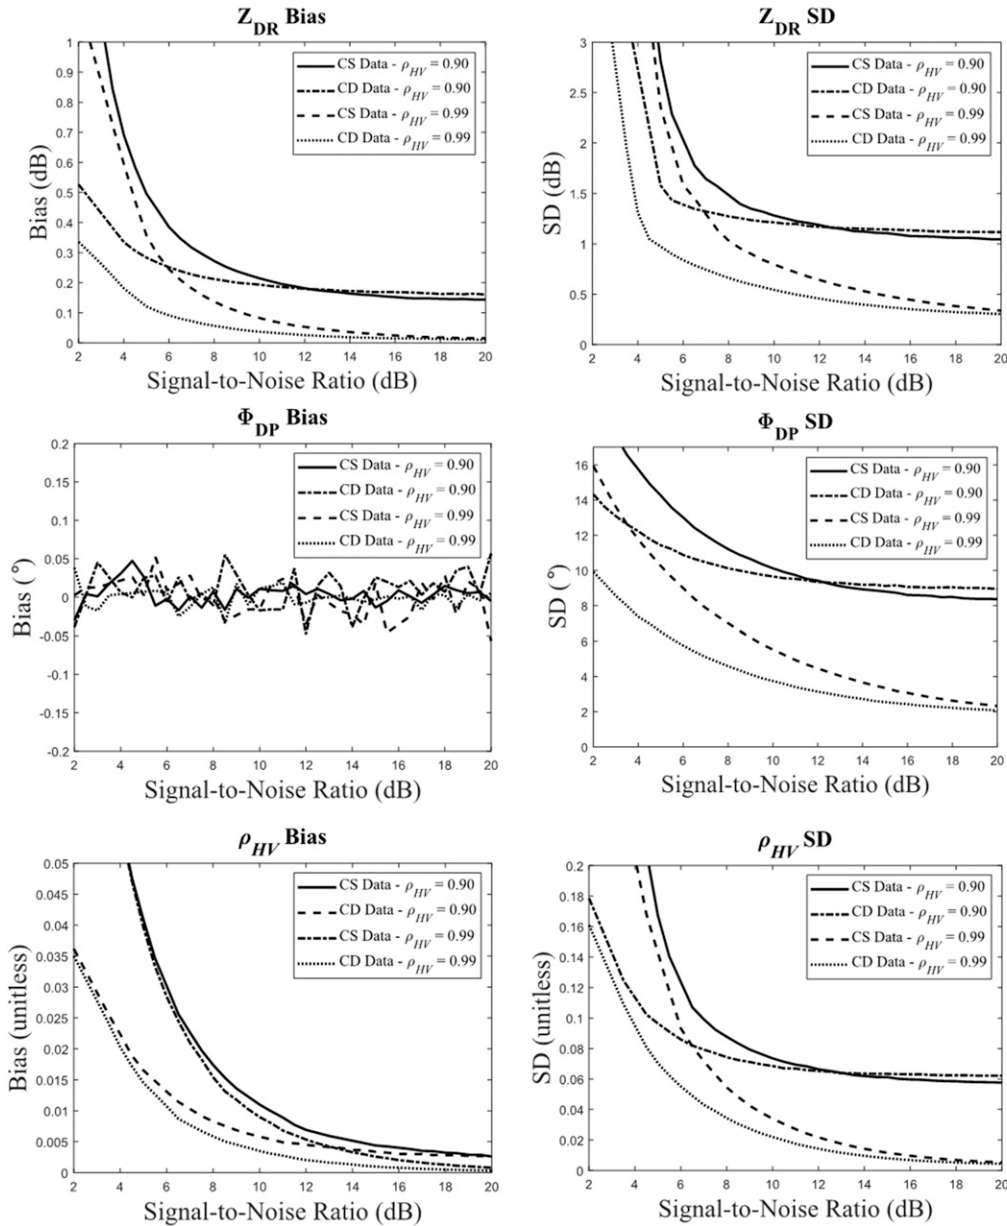 Z_DR Bias
1
0.9
0.8
0.7
0.6
0.5
0.4
0.3
0.2
0.1
0
Bias (dB)
CS Data - ρ_HV = 0.90
CD Data - ρ_HV = 0.90
CS Data - ρ_HV = 0.99
CD Data - ρ_HV = 0.99
2 4 6 8 10 12 14 16 18 20
Signal-to-Noise Ratio (dB)
Z_DR SD
3
2.5
2
1.5
1
0.5
0
SD (dB)
CS Data - ρ_HV = 0.90
CD Data - ρ_HV = 0.90
CS Data - ρ_HV = 0.99
CD Data - ρ_HV = 0.99
2 4 6 8 10 12 14 16 18 20
Signal-to-Noise Ratio (dB)
Φ_DP Bias
0.2
0.15
0.1
0.05
0
-0.05
-0.1
-0.15
-0.2
Bias (°)
CS Data - ρ_HV = 0.90
CD Data - ρ_HV = 0.90
CS Data - ρ_HV = 0.99
CD Data - ρ_HV = 0.99
2 4 6 8 10 12 14 16 18 20
Signal-to-Noise Ratio (dB)
Φ_DP SD
16
14
12
10
8
6
4
2
0
SD (°)
CS Data - ρ_HV = 0.90
CD Data - ρ_HV = 0.90
CS Data - ρ_HV = 0.99
CD Data - ρ_HV = 0.99
2 4 6 8 10 12 14 16 18 20
Signal-to-Noise Ratio (dB)
ρ_HV Bias
0.05
0.045
0.04
0.035
0.03
0.025
0.02
0.015
0.01
0.005
0
Bias (unitless)
CS Data - ρ_HV = 0.90
CD Data - ρ_HV = 0.90
CS Data - ρ_HV = 0.99
CD Data - ρ_HV = 0.99
2 4 6 8 10 12 14 16 18 20
Signal-to-Noise Ratio (dB)
ρ_HV SD
0.2
0.18
0.16
0.14
0.12
0.1
0.08
0.06
0.04
0.02
0
SD (unitless)
CS Data - ρ_HV = 0.90
CD Data - ρ_HV = 0.90
CS Data - ρ_HV = 0.99
CD Data - ρ_HV = 0.99
2 4 6 8 10 12 14 16 18 20
Signal-to-Noise Ratio (dB)